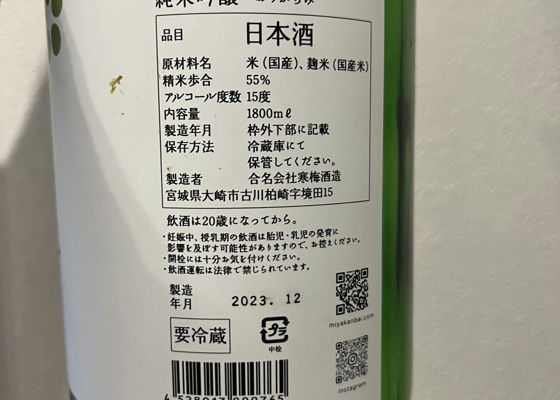 純米吟醸
品目 日本酒
原材料名 米(国産)、麹米(国産米)
精米歩合 55%
アルコール度数 15度
内容量 1800mℓ
製造年月 枠外下部に記載
保存方法 冷蔵庫にて
保管してください。
製造者 合名会社寒梅酒造
宮城県大崎市古川柏崎字境田15
飲酒は20歳になってから。
・妊娠中、授乳期の飲酒は胎児・乳児の発育に
影響を及ぼす可能性がありますので、お控えください。
・開栓には十分お気を付けください。
・飲酒運転は法律で禁じられています。
製造
年月 2023. 12
miyakanbai.com
要冷蔵
プラ
中栓
Instagram